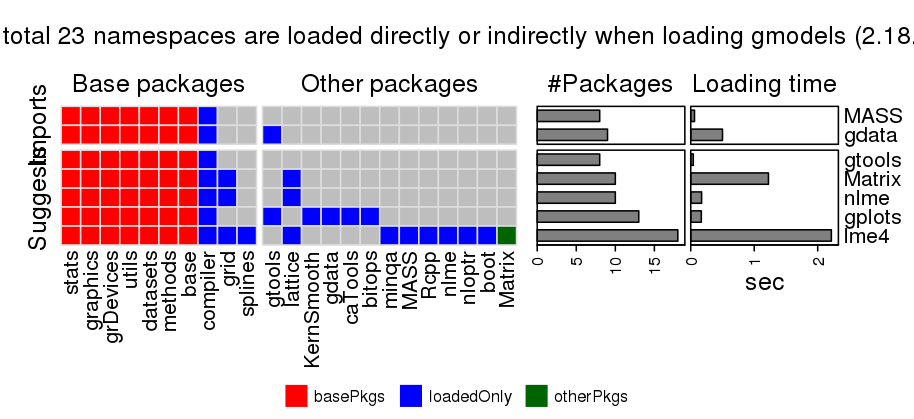 total 23 namespaces are loaded directly or indirectly when loading gmodels (2.18.
Base packages
Other packages
#Packages
Loading time
Imports
Suggests
MASS
gdata
gtools
Matrix
nlme
gplots
lme4
stats
graphics
grDevices
utils
datasets
methods
base
compiler
grid
splines
gtools
lattice
KernSmooth
gdata
caTools
bitops
minqa
MASS
Rcpp
nlme
nloptr
boot
Matrix
0 5 10 15
0 1 2
sec
basePkgs loadedOnly otherPkgs